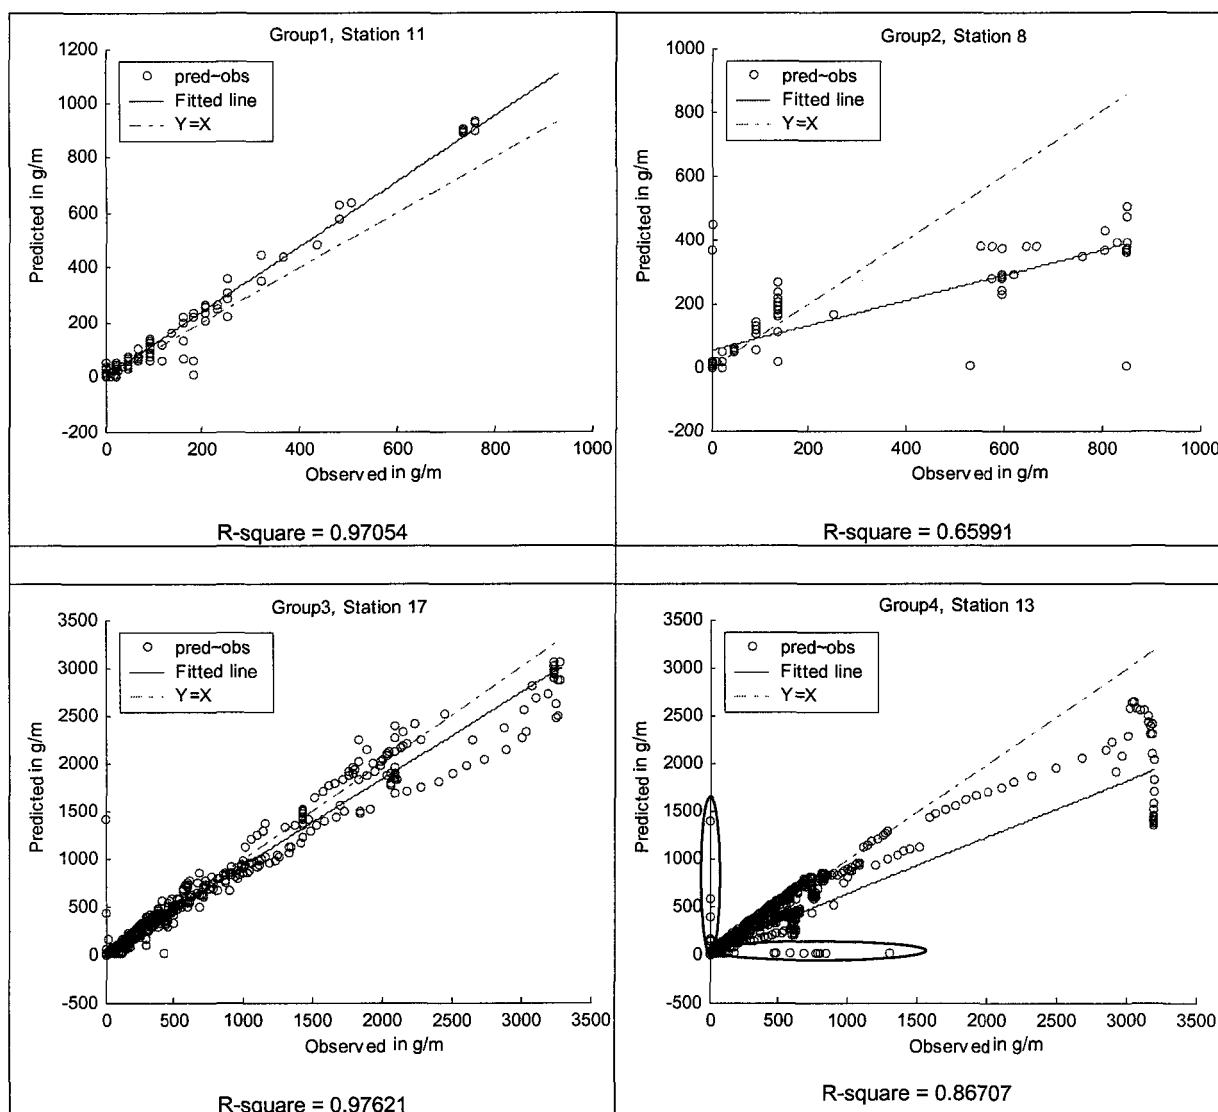 Group1, Station 11
1200
1000
800
600
400
200
0
-200
pred~obs
Fitted line
Y=X
Predicted in g/m
0
200
400
600
800
1000
Observed in g/m
R-square = 0.97054
Group2, Station 8
1000
800
600
400
200
0
-200
pred~obs
Fitted line
Y=X
Predicted in g/m
0
200
400
600
800
1000
Observed in g/m
R-square = 0.65991
Group3, Station 17
3500
3000
2500
2000
1500
1000
500
0
-500
pred~obs
Fitted line
Y=X
Predicted in g/m
0
500
1000
1500
2000
2500
3000
3500
Observed in g/m
R-square = 0.97621
Group4, Station 13
3500
3000
2500
2000
1500
1000
500
0
-500
pred~obs
Fitted line
Y=X
Predicted in g/m
0
500
1000
1500
2000
2500
3000
3500
Observed in g/m
R-square = 0.86707